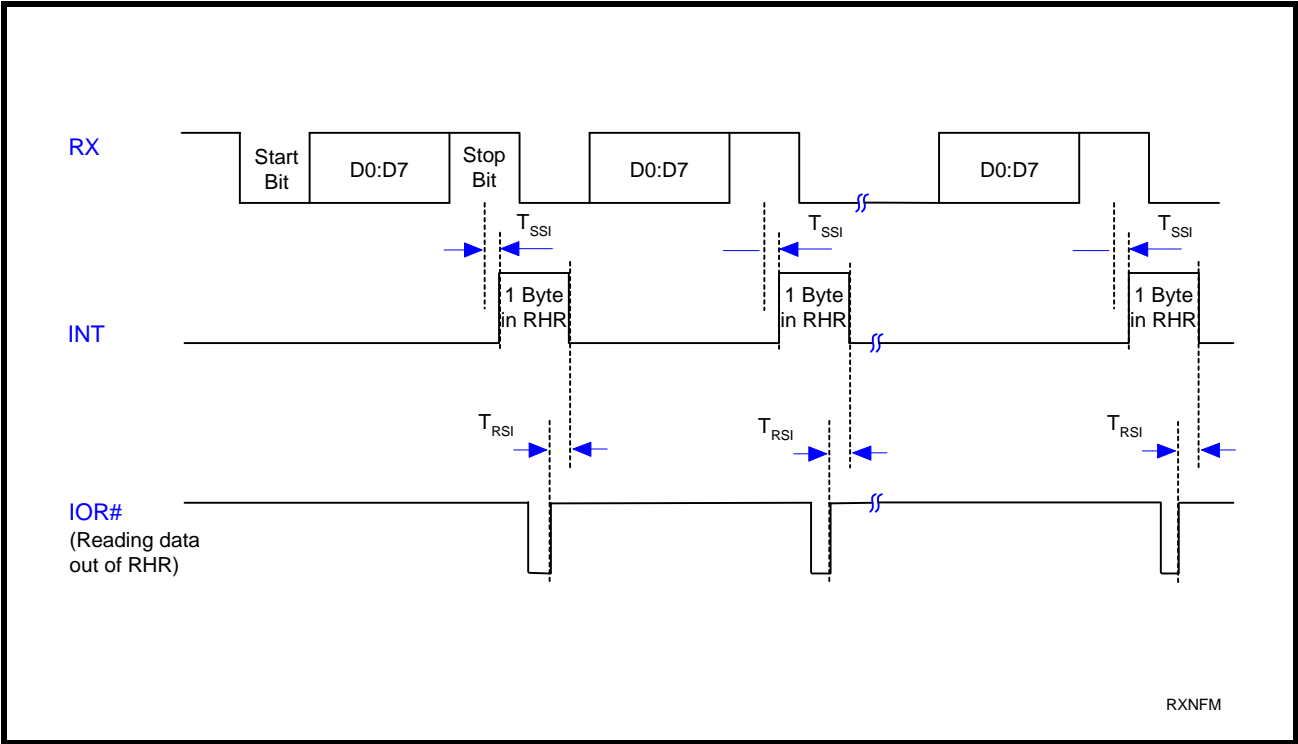 RX
Start
Bit
D0:D7
Stop
Bit
D0:D7
D0:D7
TSSI
TSSI
TSSI
INT
1 Byte
in RHR
1 Byte
in RHR
1 Byte
in RHR
TRSI
TRSI
TRSI
IOR#
(Reading data
out of RHR)
RXNFM